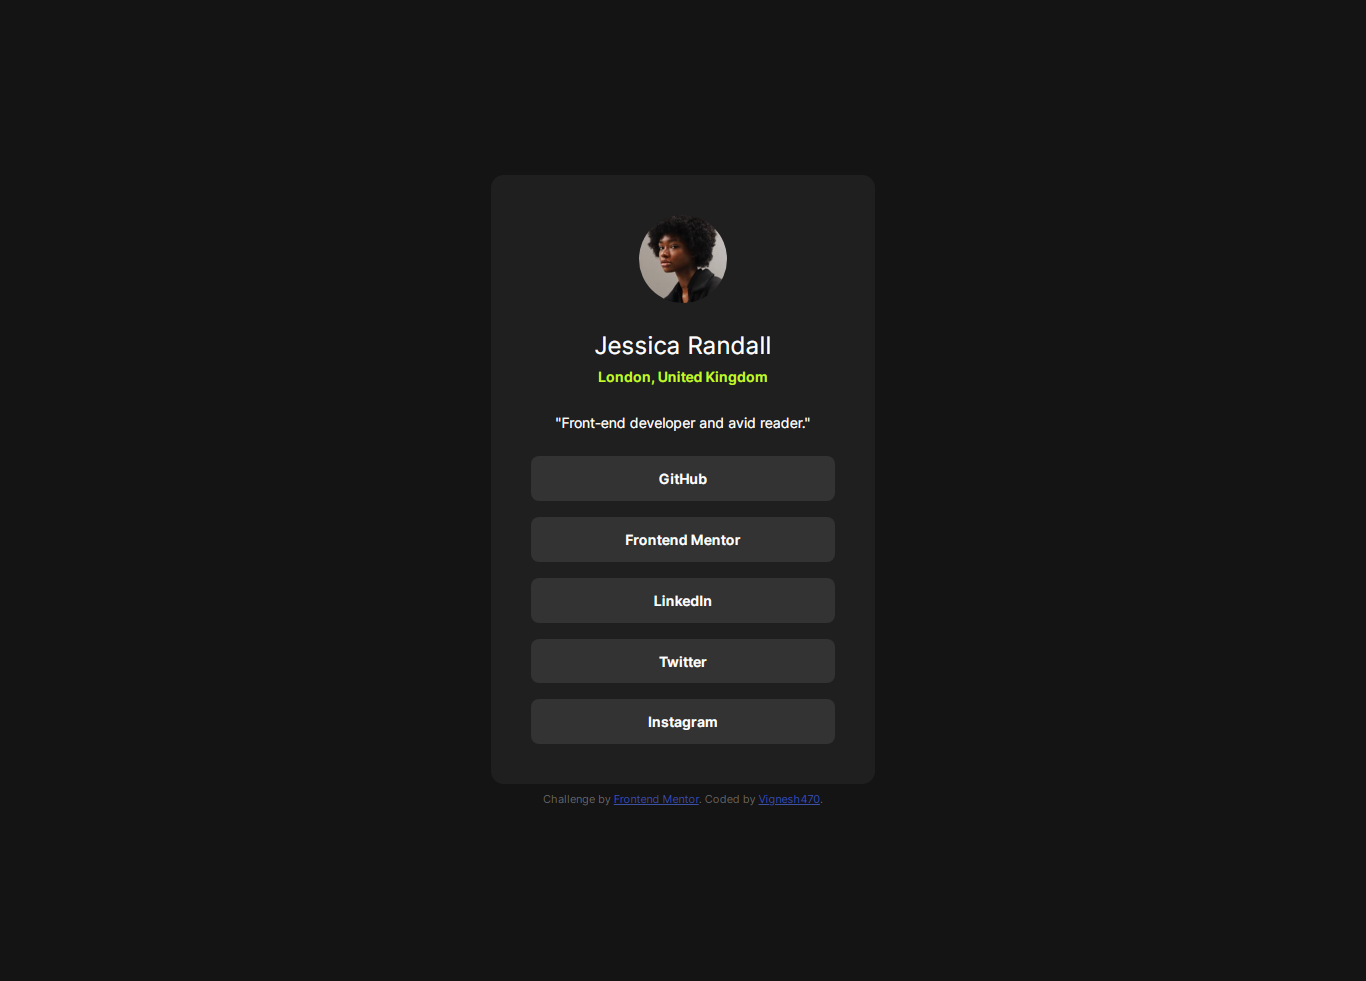 Jessica Randall
London, United Kingdom
"Front-end developer and avid reader."
GitHub
Frontend Mentor
LinkedIn
Twitter
Instagram
Challenge by Frontend Mentor. Coded by Vignesh470.